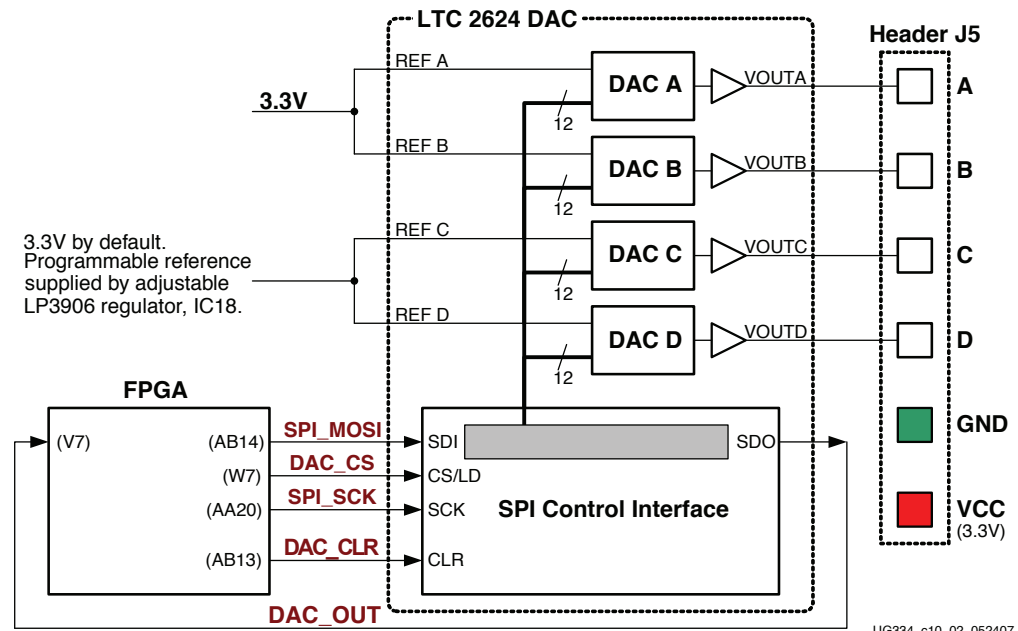 LTC 2624 DAC
Header J5
REF A
DAC A
VOUTA
A
3.3V
12
REF B
DAC B
VOUTB
B
12
REF C
DAC C
VOUTC
C
3.3V by default.
Programmable reference
supplied by adjustable
LP3906 regulator, IC18.
12
REF D
DAC D
VOUTD
D
12
FPGA
GND
(V7)
(AB14)
SPI_MOSI
SDI
SDO
(W7)
DAC_CS
CS/LD
(AA20)
SPI_SCK
SCK
SPI Control Interface
VCC
(3.3V)
(AB13)
DAC_CLR
CLR
DAC_OUT
UG334_c10_02_052407